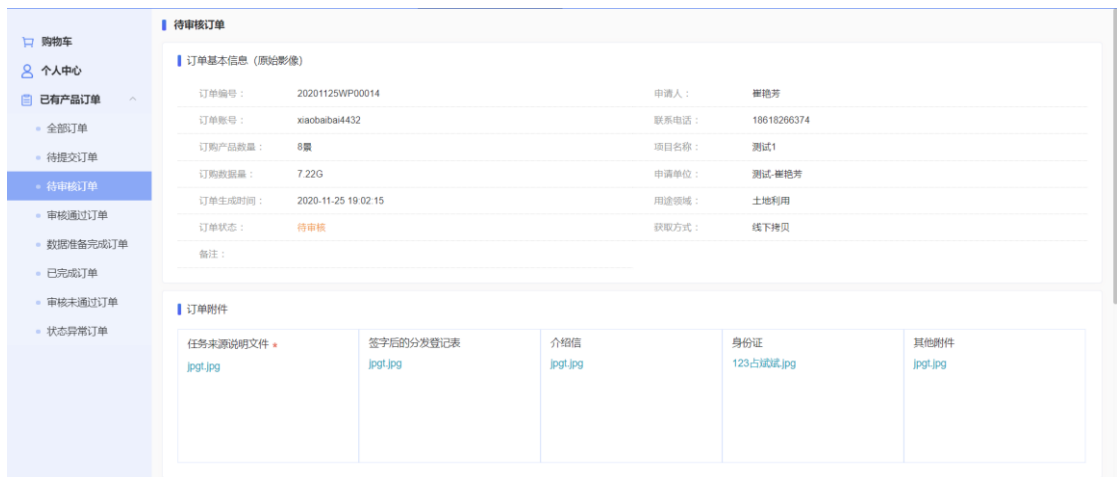 购物车
个人中心
已有产品订单
全部订单
待提交订单
待审核订单
审核通过订单
数据准备完成订单
已完成订单
审核未通过订单
状态异常订单
待审核订单
订单基本信息（原始影像）
订单编号： 20201125WP00014 申请人： 崔艳芳
订单账号： xiaobaibai4432 联系电话： 18618266374
订购产品数量： 8景 项目名称： 测试1
订购数据量： 7.22G 申请单位： 测试-崔艳芳
订单生成时间： 2020-11-25 19:02:15 用途领域： 土地利用
订单状态： 待审核 获取方式： 线下拷贝
备注：
订单附件
任务来源说明文件 * 签字后的分发登记表 介绍信 身份证 其他附件
jpgt.jpg jpgt.jpg jpgt.jpg 123占斌斌.jpg jpgt.jpg